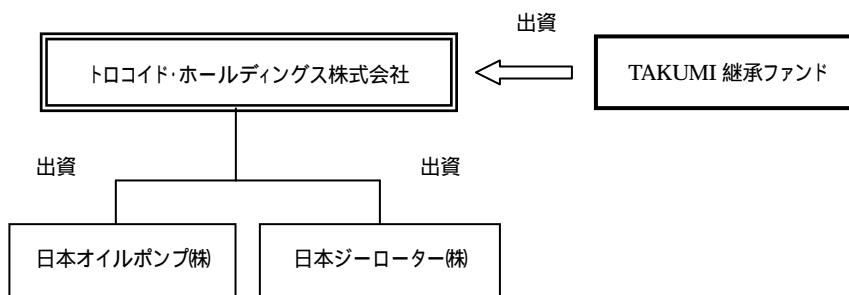 出資
トロコイド・ホールディングス株式会社
TAKUMI 継承ファンド
出資
出資
日本オイルポンプ㈱
日本ジーローター㈱